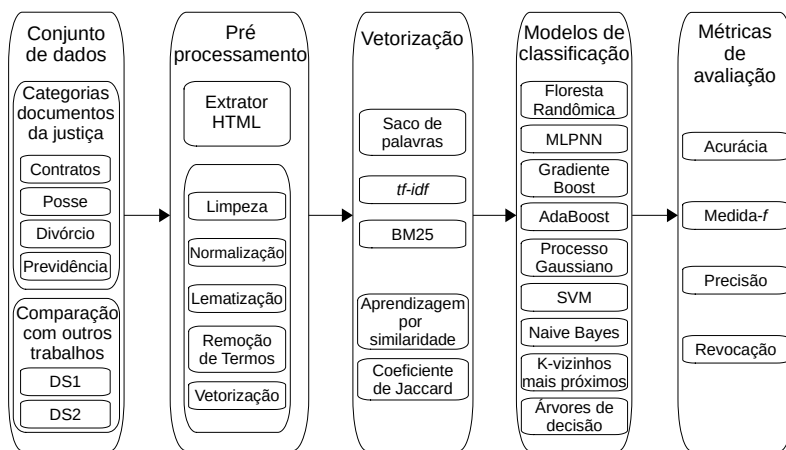 Conjunto
de dados
Categorias
documentos
da justiça
Contratos
Posse
Divórcio
Previdência
Comparação
com outros
trabalhos
DS1
DS2
Pré
processamento
Extrator
HTML
Limpeza
Normalização
Lematização
Remoção
de Termos
Vetorização
Vetorização
Saco de
palavras
tf-idf
BM25
Aprendizagem
por
similaridade
Coeficiente
de Jaccard
Modelos de
classificação
Floresta
Randômica
MLPNN
Gradiente
Boost
AdaBoost
Processo
Gaussiano
SVM
Naive Bayes
K-vizinhos
mais próximos
Árvores de
decisão
Métricas
de
avaliação
Acurácia
Medida-f
Precisão
Revocação